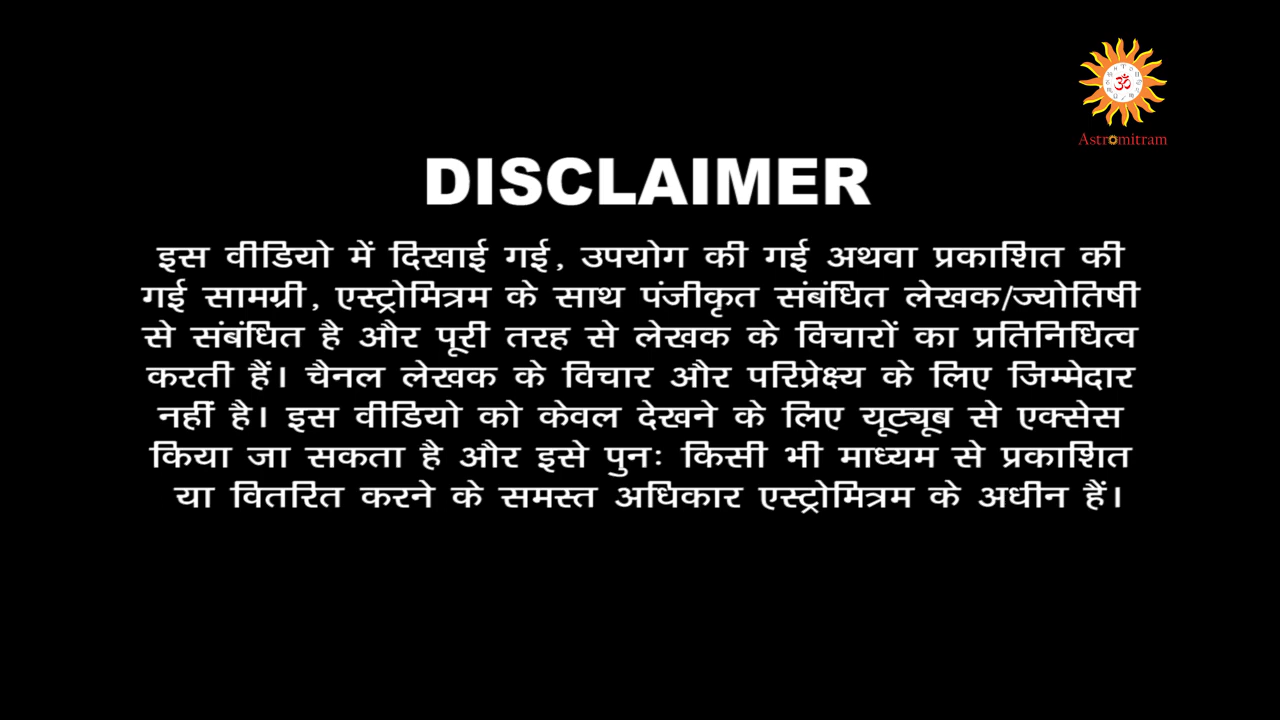 ॐ
Astromitram
DISCLAIMER
इस वीडियो में दिखाई गई, उपयोग की गई अथवा प्रकाशित की
गई सामग्री, एस्ट्रोमित्रम के साथ पंजीकृत संबंधित लेखक/ज्योतिषी
से संबंधित है और पूरी तरह से लेखक के विचारों का प्रतिनिधित्व
करती हैं। चैनल लेखक के विचार और परिप्रेक्ष्य के लिए जिम्मेदार
नहीं है। इस वीडियो को केवल देखने के लिए यूट्यूब से एक्सेस
किया जा सकता है और इसे पुनः किसी भी माध्यम से प्रकाशित
या वितरित करने के समस्त अधिकार एस्ट्रोमित्रम के अधीन हैं।